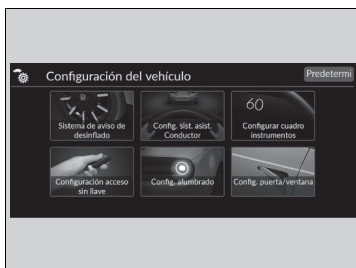 Configuración del vehículo
Predetermi
Sistema de aviso de
desinflado
Config. sist. asist.
Conductor
60
Configurar cuadro
instrumentos
Configuración acceso
sin llave
Config. alumbrado
Config. puerta/ventana